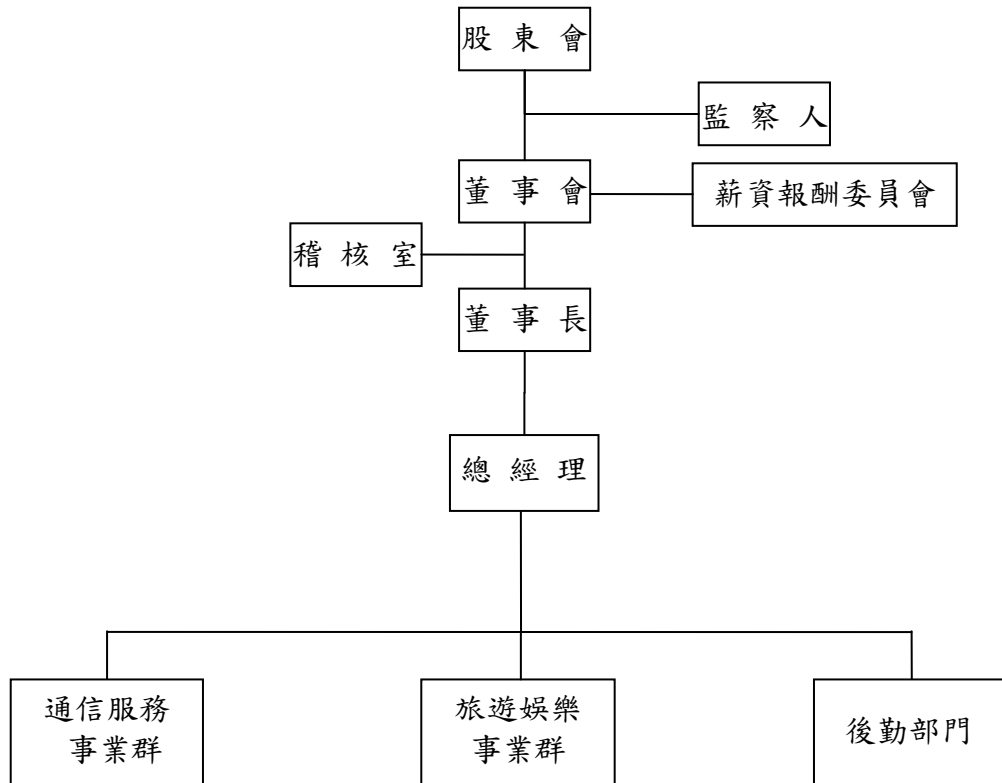 股東會
監察人
董事會
薪資報酬委員會
稽核室
董事長
總經理
通信服務
事業群
旅遊娛樂
事業群
後勤部門